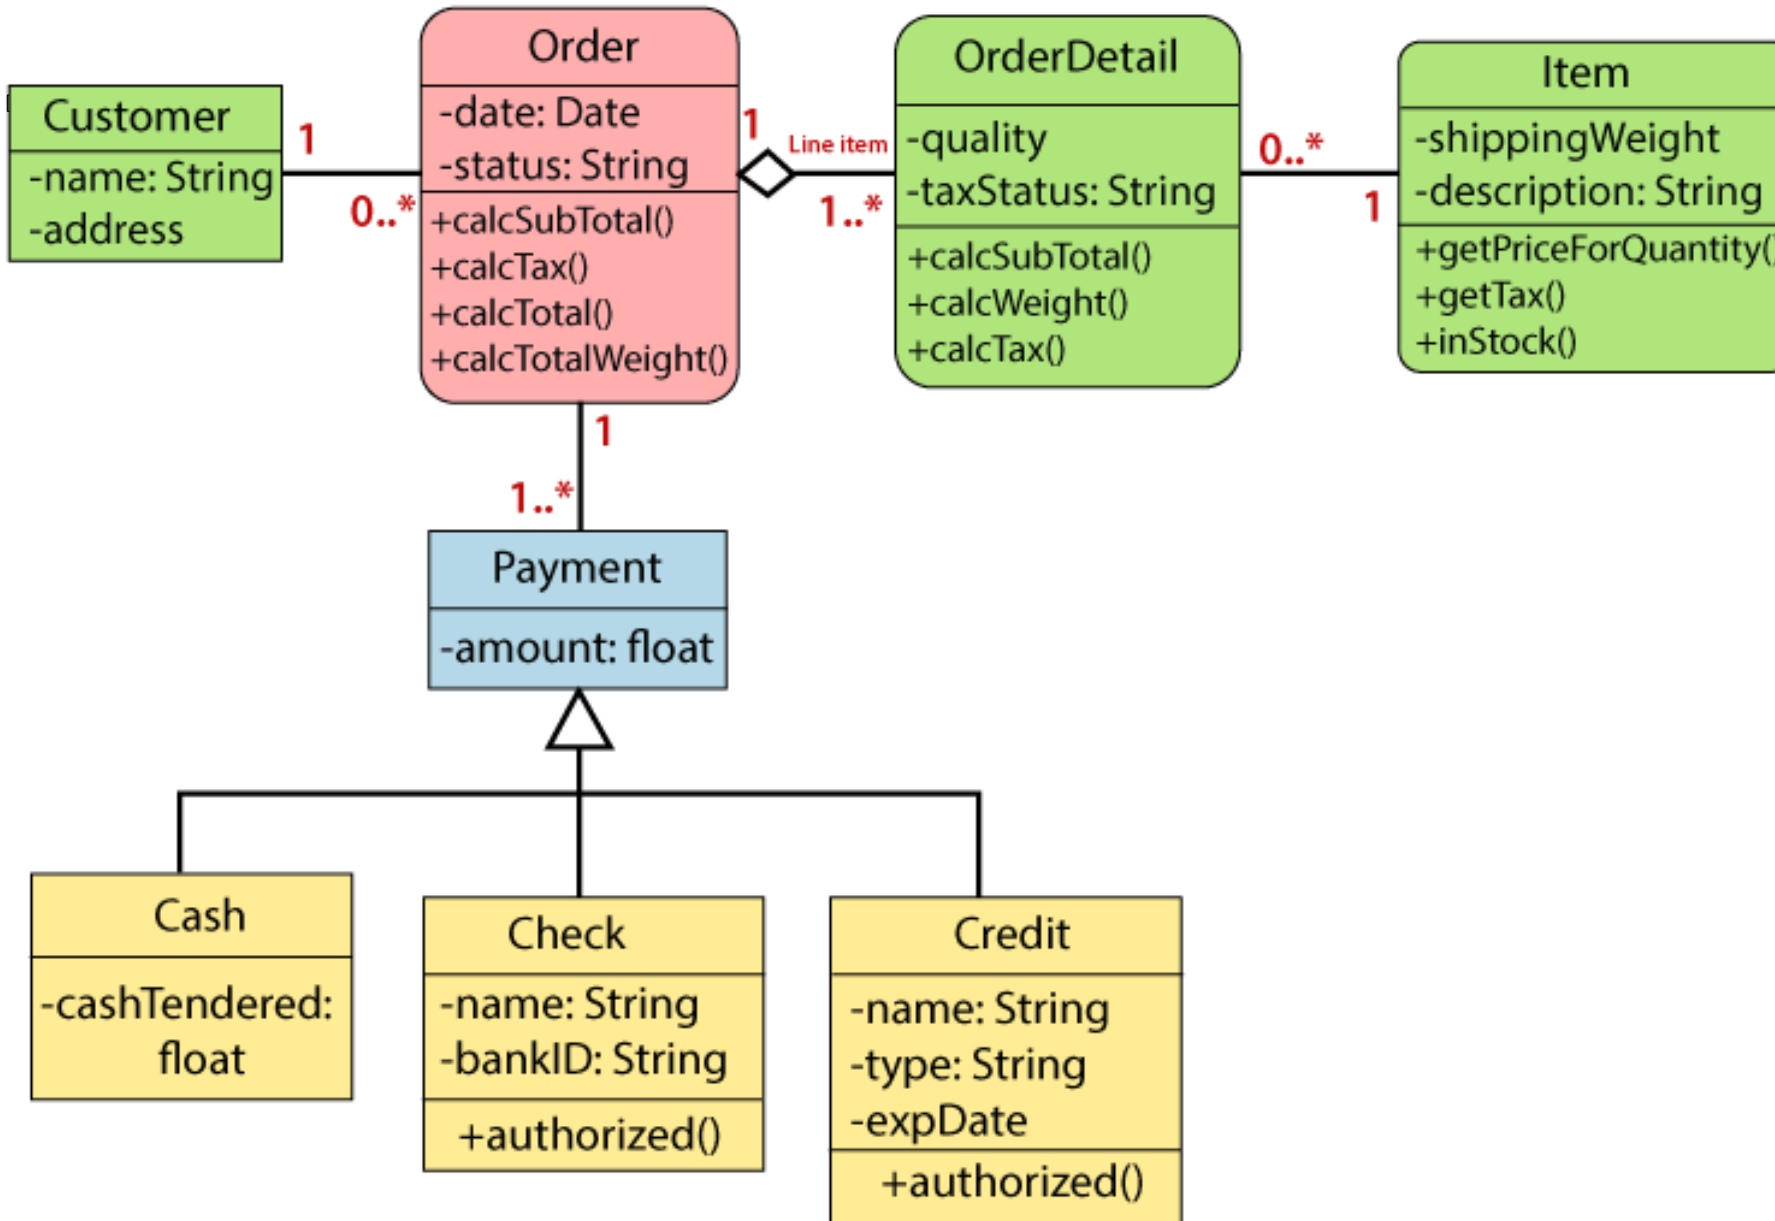 Customer
-name: String
-address
1
0..*
Order
-date: Date
-status: String
+calcSubTotal()
+calcTax()
+calcTotal()
+calcTotalWeight()
1
Line item
1..*
OrderDetail
-quality
-taxStatus: String
+calcSubTotal()
+calcWeight()
+calcTax()
0..*
1
Item
-shippingWeight
-description: String
+getPriceForQuantity()
+getTax()
+inStock()
1
1..*
Payment
-amount: float
Cash
-cashTendered:
float
Check
-name: String
-bankID: String
+authorized()
Credit
-name: String
-type: String
-expDate
+authorized()